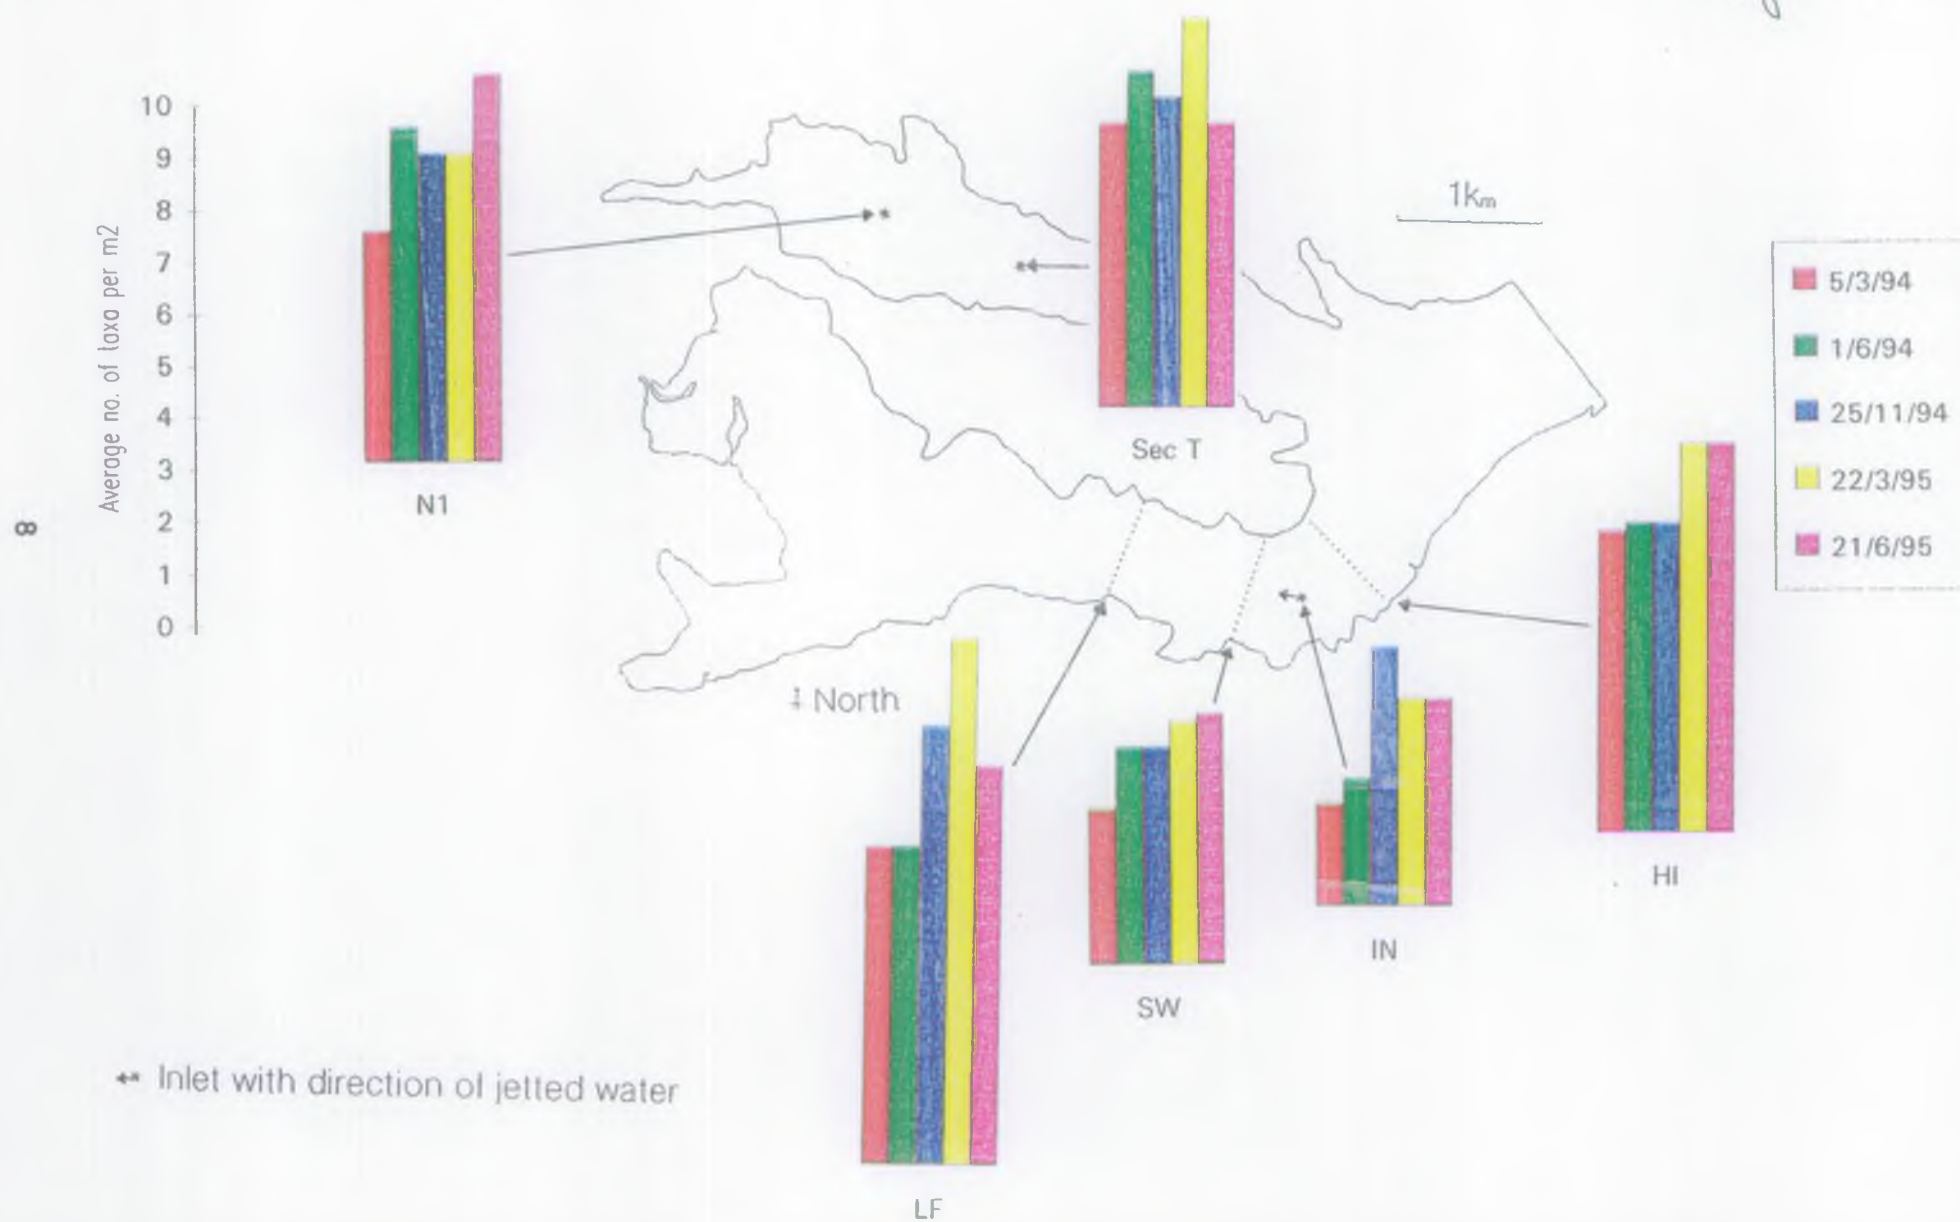 10
9
8
7
6
5
4
3
2
1
0
Average no. of taxa per m2
8
N1
Sec T
1km
5/3/94
1/6/94
25/11/94
22/3/95
21/6/95
North
HI
IN
SW
LF
Inlet with direction of jetted water